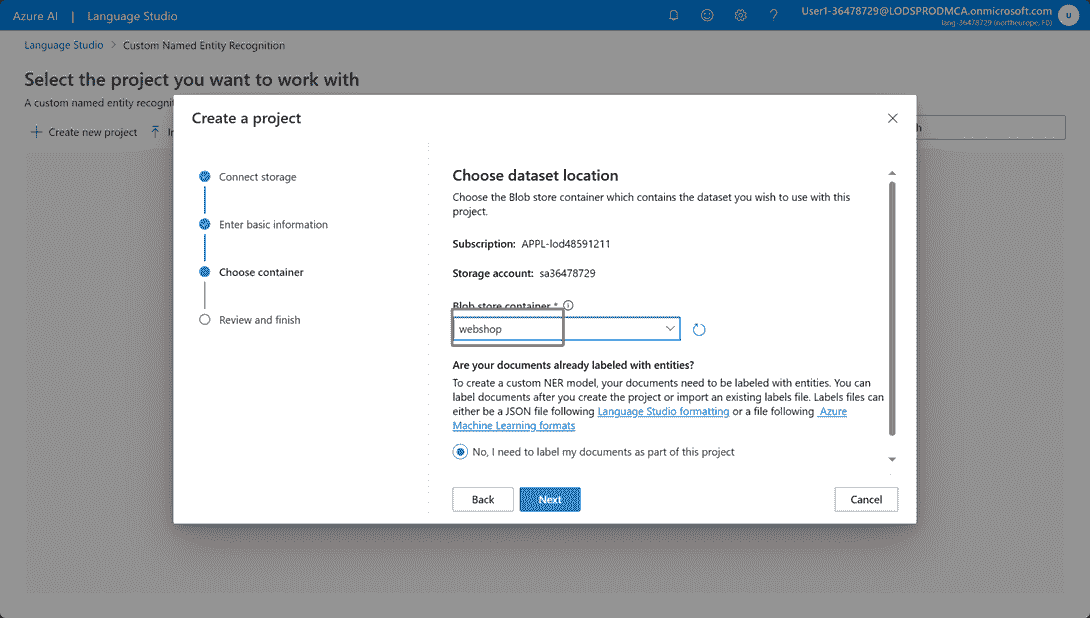 Azure AI | Language Studio
User1-36478729@LODSPRODMCA.onmicrosoft.com
lang-36478729 (northeurope, F0)
U
Language Studio > Custom Named Entity Recognition
Select the project you want to work with
A custom named entity recognit
Create new project
Create a project
Connect storage
Enter basic information
Choose container
Review and finish
Choose dataset location
Choose the Blob store container which contains the dataset you wish to use with this
project.
Subscription: APPL-lod48591211
Storage account: sa36478729
Blob store container *
webshop
Are your documents already labeled with entities?
To create a custom NER model, your documents need to be labeled with entities. You can
label documents after you create the project or import an existing labels file. Labels files can
either be a JSON file following Language Studio formatting or a file following Azure
Machine Learning formats
No, I need to label my documents as part of this project
Back
Next
Cancel